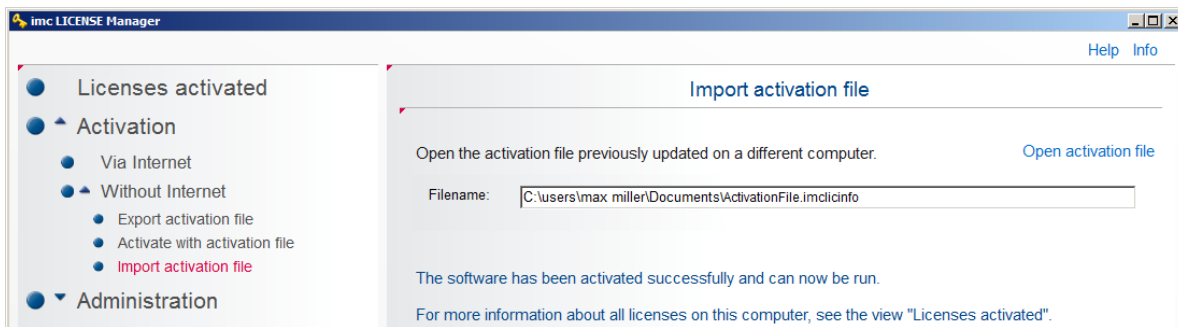 imc LICENSE Manager
Help Info
Licenses activated
Activation
Via Internet
Without Internet
Export activation file
Activate with activation file
Import activation file
Administration
Import activation file
Open the activation file previously updated on a different computer.
Open activation file
Filename: C:\users\max miller\Documents\ActivationFile.imclicinfo
The software has been activated successfully and can now be run.
For more information about all licenses on this computer, see the view "Licenses activated".